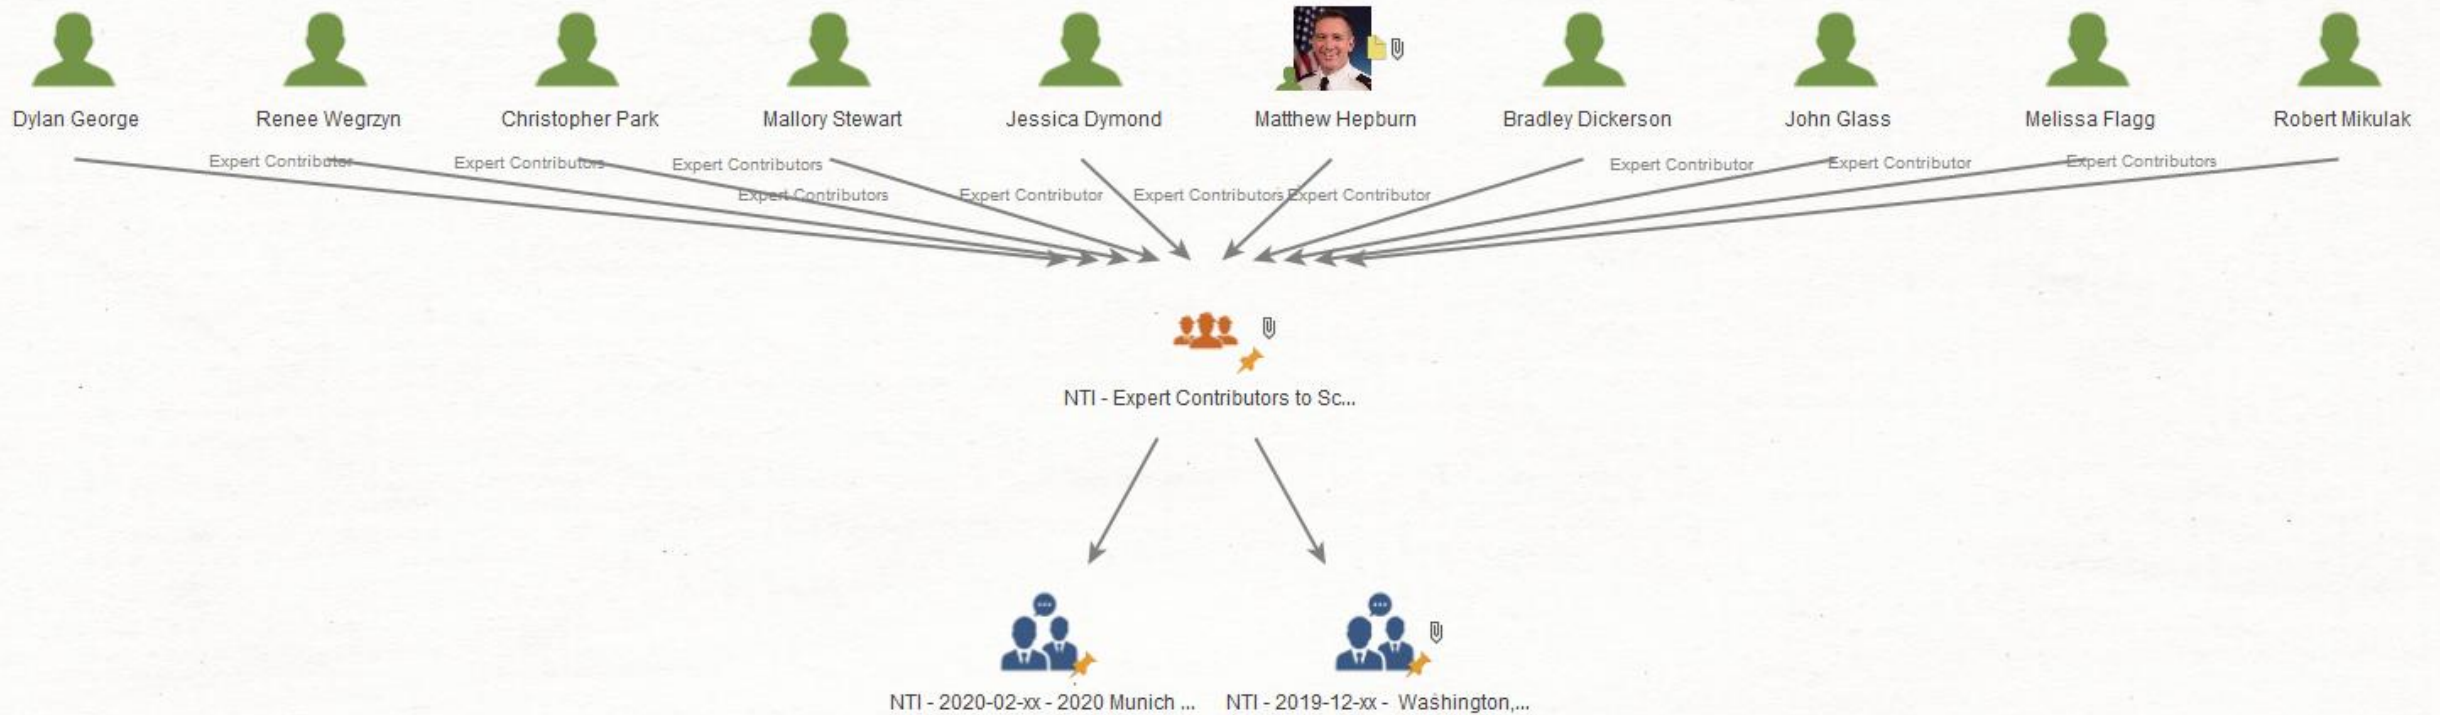 Dylan George
Renee Wegrzyn
Christopher Park
Mallory Stewart
Jessica Dymond
Matthew Hepburn
Bradley Dickerson
John Glass
Melissa Flagg
Robert Mikulak
Expert Contributor
Expert Contributors
Expert Contributors
Expert Contributor
Expert Contributor
Expert Contributors
Expert Contributors
Expert Contributor
Expert Contributors
Expert Contributor
NTI - Expert Contributors to Sc...
NTI - 2020-02-xx - 2020 Munich ...
NTI - 2019-12-xx - Washington,...